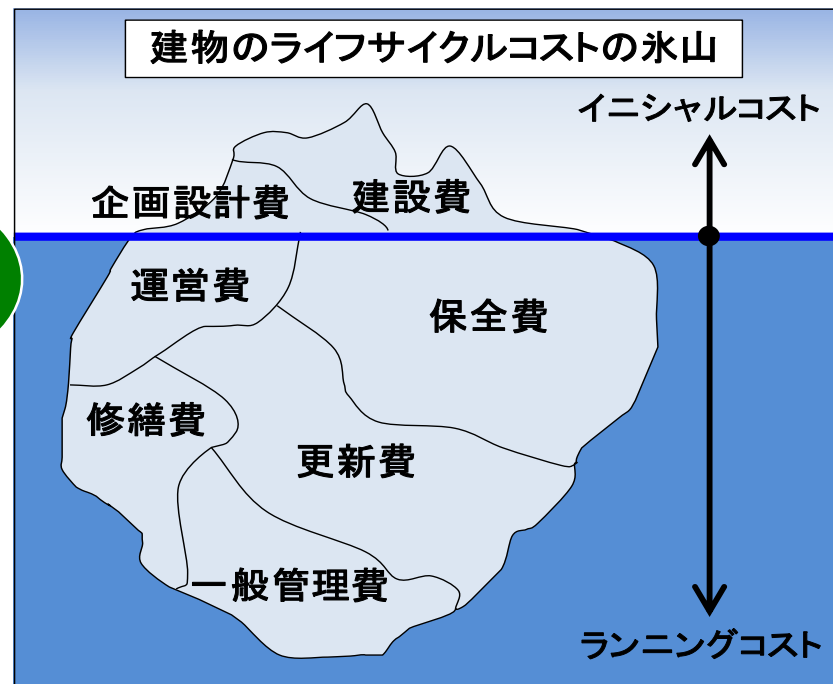 建物のライフサイクルコストの氷山
イニシャルコスト
企画設計費
建設費
運営費
保全費
修繕費
更新費
一般管理費
ランニングコスト